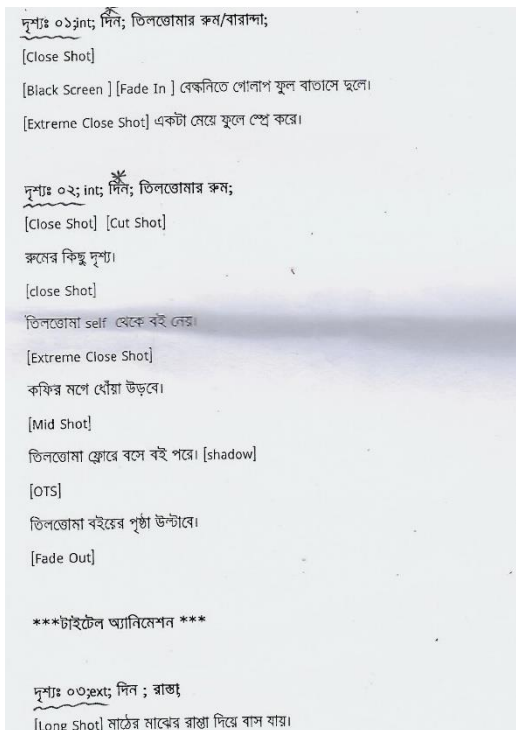 দৃশ্যঃ ০১;int; দিন; তিলত্তোমার রুম/বারান্দা;
[Close Shot]
[Black Screen ] [Fade In ] বেল্কনিতে গোলাপ ফুল বাতাসে দুলে।
[Extreme Close Shot] একটা মেয়ে ফুলে স্প্রে করে।
দৃশ্যঃ ০২; int; দিন; তিলত্তোমার রুম;
[Close Shot] [Cut Shot]
রুমের কিছু দৃশ্য।
[close Shot]
তিলত্তোমা self থেকে বই নেয়।
[Extreme Close Shot]
কফির মগে ধোঁয়া উড়বে।
[Mid Shot]
তিলত্তোমা ফ্লোরে বসে বই পরে। [shadow]
[OTS]
তিলত্তোমা বইয়ের পৃষ্ঠা উল্টাবে।
[Fade Out]
***টাইটেল অ্যানিমেশন ***
দৃশ্যঃ ০৩;ext; দিন ; রাস্তা;
[Long Shot] মাঠের মাঝের রাস্তা দিয়ে বাস যায়।